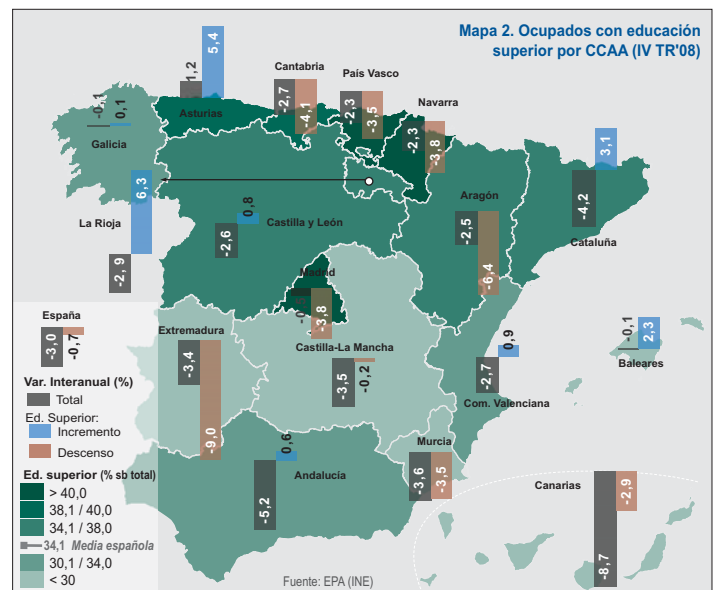 Mapa 2. Ocupados con educación
superior por CCAA (IV TR'08)
5,4
1,2
Asturias
Cantabria
-2,7
-4,1
País Vasco
-2,3
-3,5
Navarra
-2,3
-3,8
-0,1
0,1
Galicia
3,1
-4,2
Cataluña
6,3
La Rioja
-2,9
0,8
-2,6
Castilla y León
Aragón
-2,5
-6,4
Madrid
-3,8
España
-3,0
-0,7
Extremadura
-3,4
-9,0
Castilla-La Mancha
-3,5
-0,2
0,9
-2,7
Com. Valenciana
-0,1
2,3
Baleares
Var. Interanual (%)
Total
Ed. Superior:
Incremento
Descenso
0,6
-5,2
Andalucía
Murcia
-3,6
-3,5
Canarias
-2,9
-8,7
Ed. superior (% sb total)
> 40,0
38,1 / 40,0
34,1 / 38,0
34,1 Media española
30,1 / 34,0
< 30
Fuente: EPA (INE)